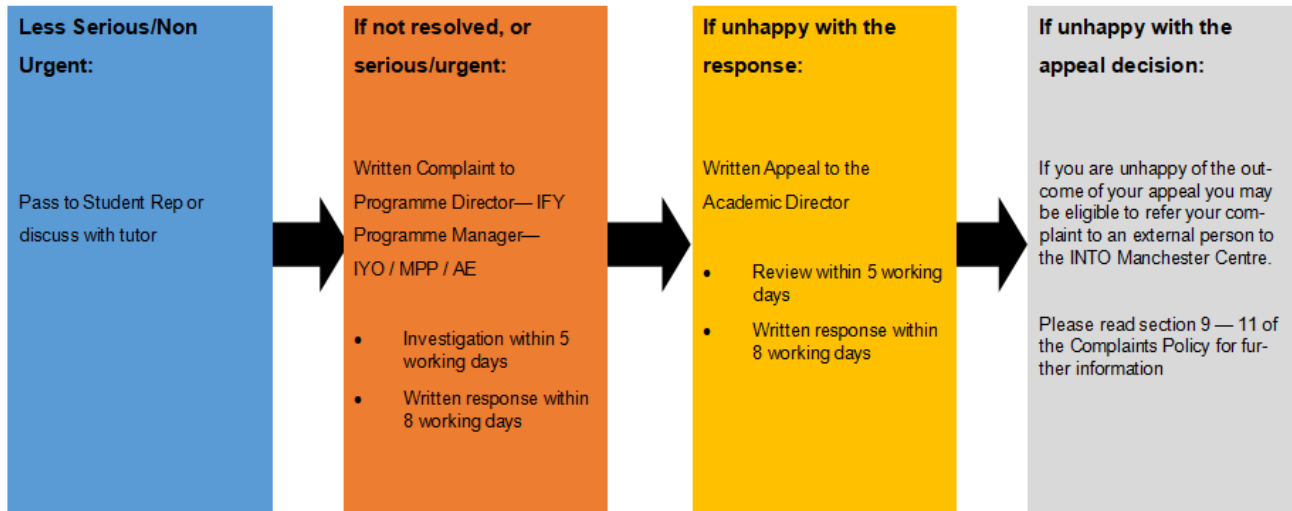 Less Serious/Non
Urgent:
Pass to Student Rep or
discuss with tutor
If not resolved, or
serious/urgent:
Written Complaint to
Programme Director— IFY
Programme Manager—
IYO / MPP / AE
• Investigation within 5
working days
• Written response within
8 working days
If unhappy with the
response:
Written Appeal to the
Academic Director
• Review within 5 working
days
• Written response within
8 working days
If unhappy with the
appeal decision:
If you are unhappy of the out-
come of your appeal you may
be eligible to refer your com-
plaint to an external person to
the INTO Manchester Centre.
Please read section 9 — 11 of
the Complaints Policy for fur-
ther information